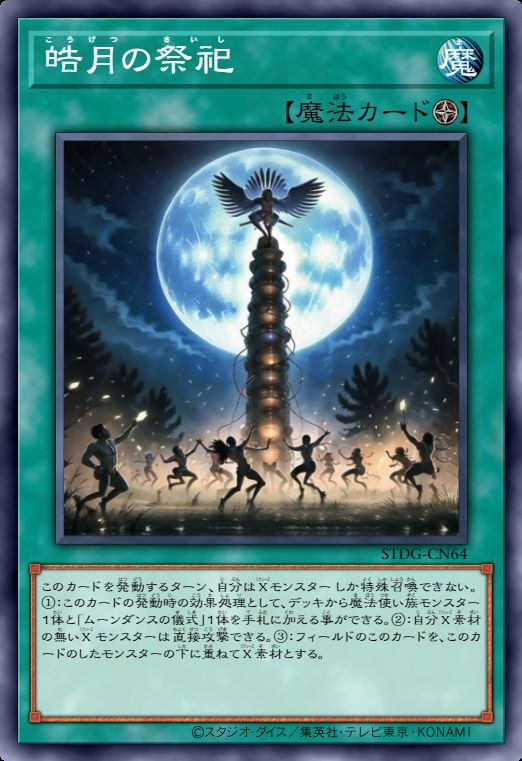 皓月の祭祀
魔
【魔法カード】
STDG-CN64
このカードを発動するターン、自分はXモンスターしか特殊召喚できない。
①:このカードの発動時の効果処理として、デッキから魔法使い族モンスター
1体と「ムーンダンスの儀式」1体を手札に加える事ができる。②:自分X素材
の無いXモンスターは直接攻撃できる。③:フィールドのこのカードを、このカ
ードのしたモンスターの下に重ねてX素材とする。
©スタジオ・ダイス/集英社・テレビ東京・KONAMI